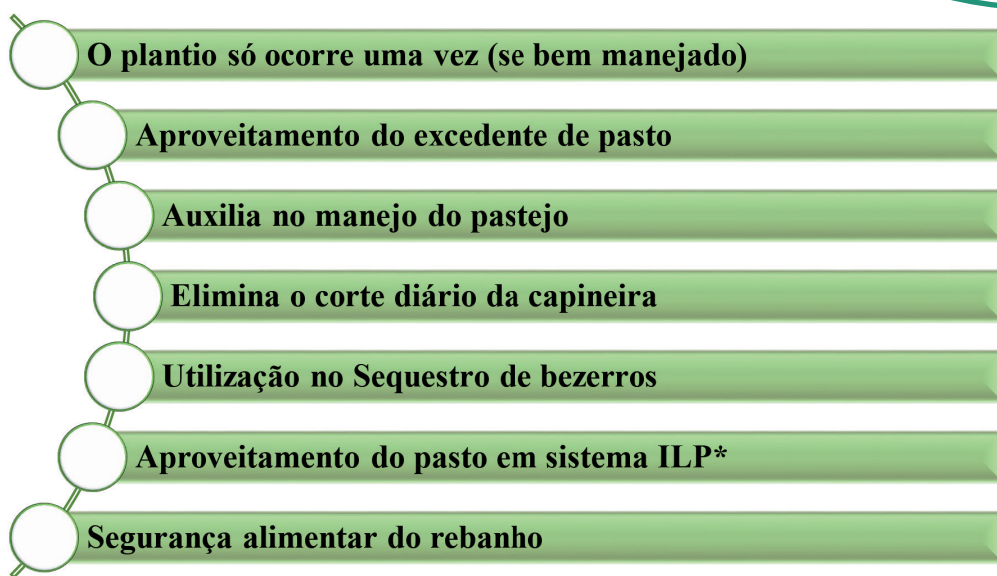 O plantio só ocorre uma vez (se bem manejado)
Aproveitamento do excedente de pasto
Auxilia no manejo do pastejo
Elimina o corte diário da capineira
Utilização no Sequestro de bezerros
Aproveitamento do pasto em sistema ILP*
Segurança alimentar do rebanho